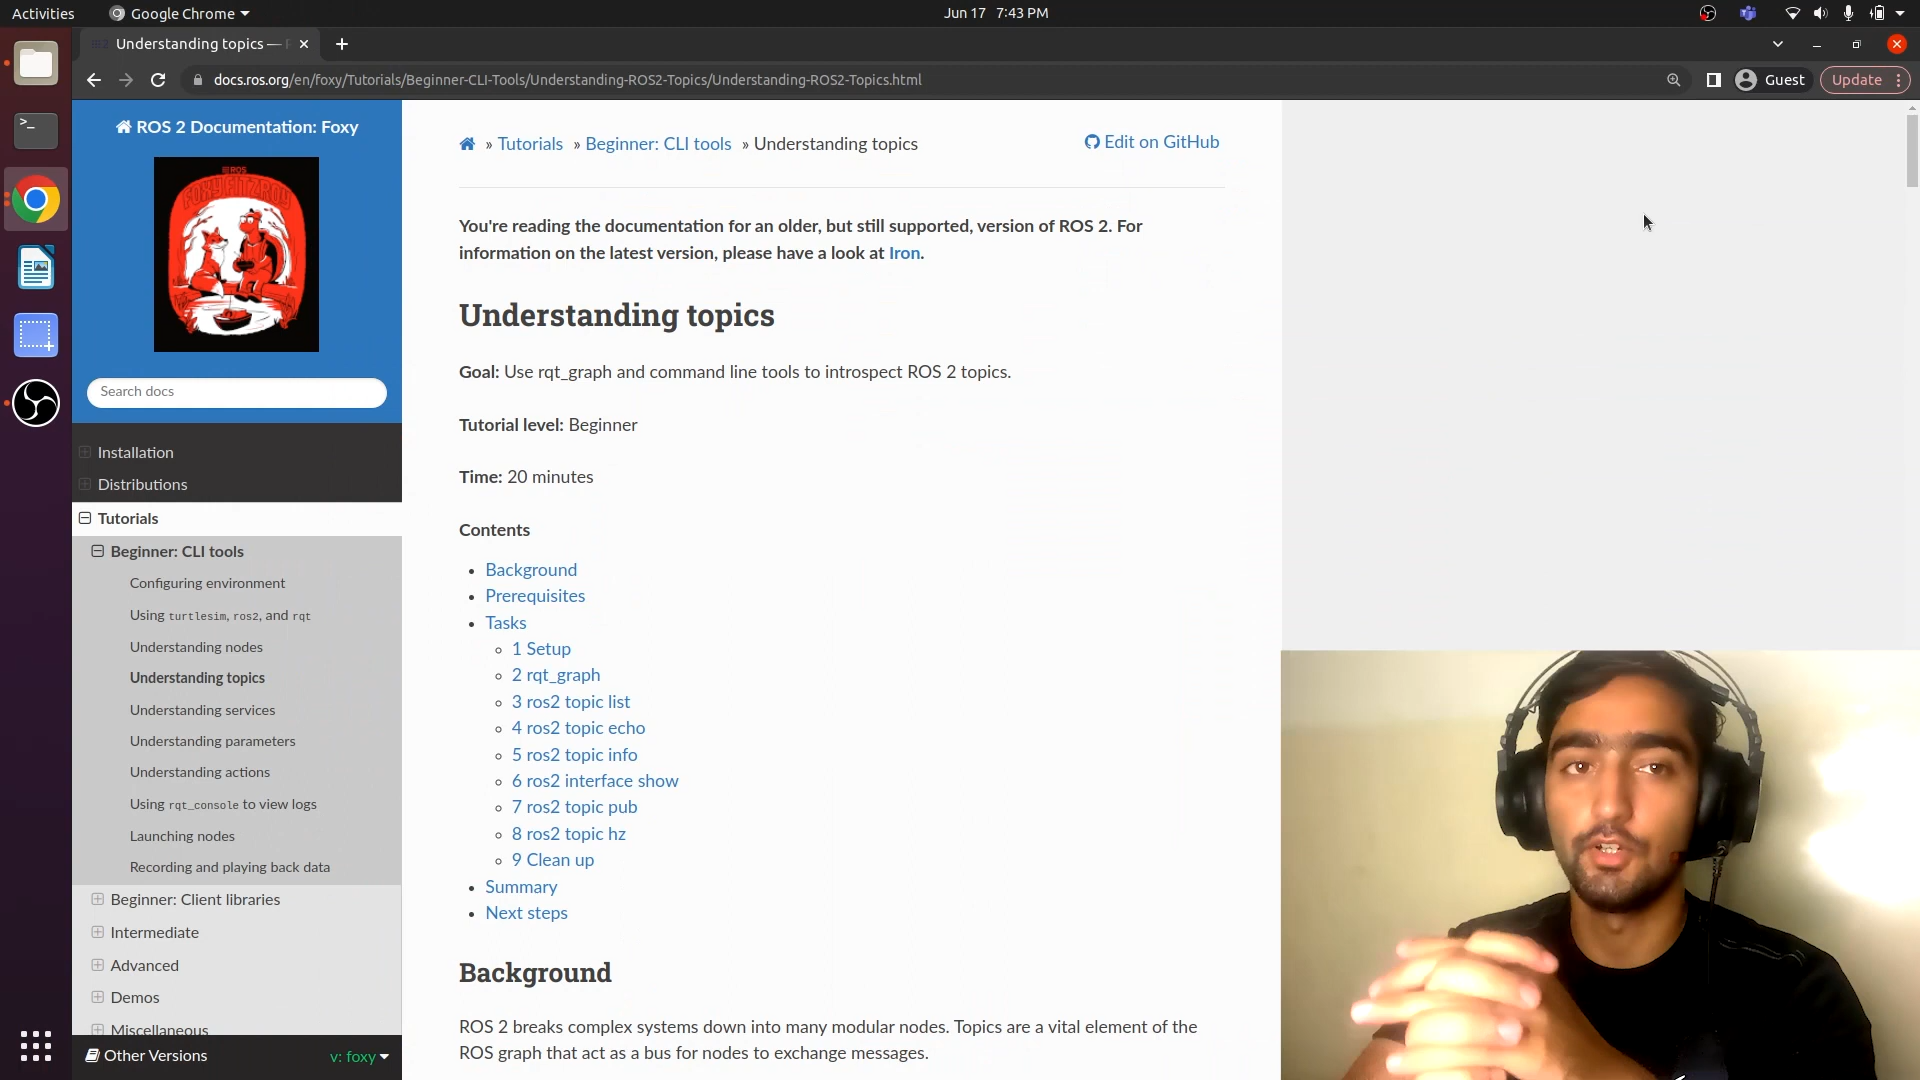 Activities
Google Chrome
Jun 17 7:43 PM
Understanding topics —
docs.ros.org/en/foxy/Tutorials/Beginner-CLI-Tools/Understanding-ROS2-Topics/Understanding-ROS2-Topics.html
Guest
Update
ROS 2 Documentation: Foxy
ROS
FOXY FITZROY
Search docs
Installation
Distributions
Tutorials
Beginner: CLI tools
Configuring environment
Using turtlesim, ros2, and rqt
Understanding nodes
Understanding topics
Understanding services
Understanding parameters
Understanding actions
Using rqt_console to view logs
Launching nodes
Recording and playing back data
Beginner: Client libraries
Intermediate
Advanced
Demos
Miscellaneous
Other Versions
v: foxy
» Tutorials » Beginner: CLI tools » Understanding topics
Edit on GitHub
You're reading the documentation for an older, but still supported, version of ROS 2. For
information on the latest version, please have a look at Iron.
Understanding topics
Goal: Use rqt_graph and command line tools to introspect ROS 2 topics.
Tutorial level: Beginner
Time: 20 minutes
Contents
Background
Prerequisites
Tasks
1 Setup
2 rqt_graph
3 ros2 topic list
4 ros2 topic echo
5 ros2 topic info
6 ros2 interface show
7 ros2 topic pub
8 ros2 topic hz
9 Clean up
Summary
Next steps
Background
ROS 2 breaks complex systems down into many modular nodes. Topics are a vital element of the
ROS graph that act as a bus for nodes to exchange messages.